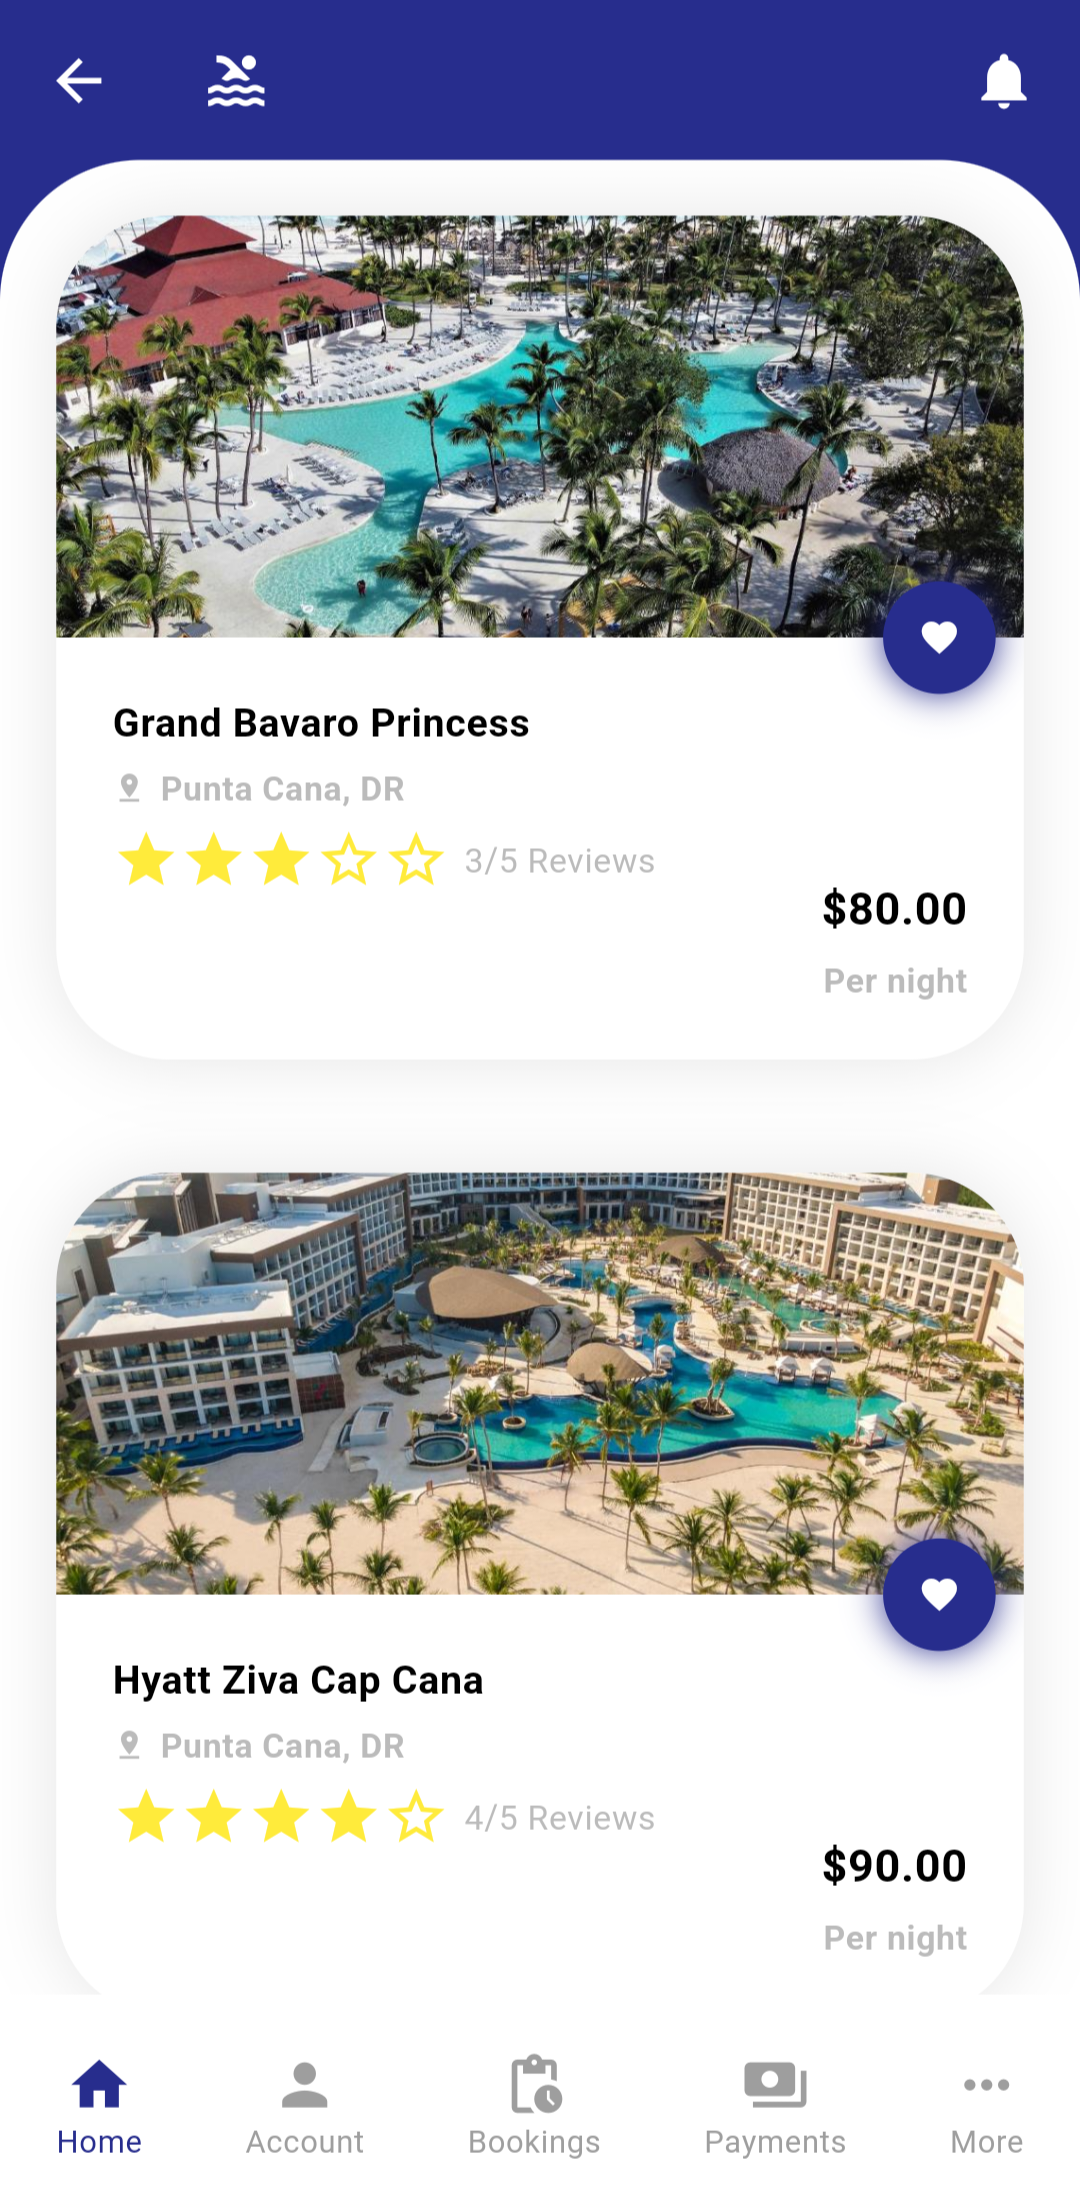 Grand Bavaro Princess
Punta Cana, DR
3/5 Reviews
$80.00
Per night
Hyatt Ziva Cap Cana
Punta Cana, DR
4/5 Reviews
$90.00
Per night
Home Account Bookings Payments More